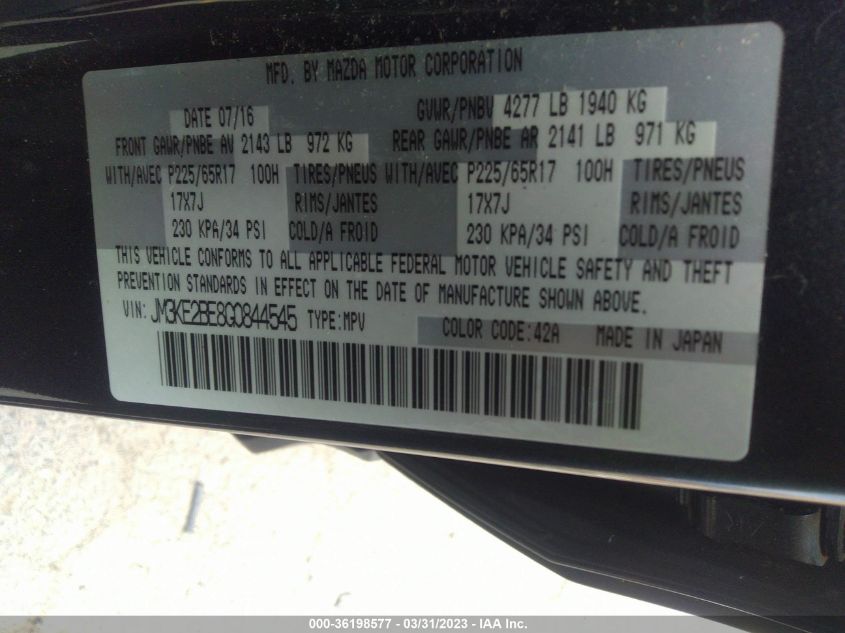 MFD. BY MAZDA MOTOR CORPORATION
DATE 07/16 GVWR/PNBV 4277 LB 1940 KG
FRONT GAWR/PNBE AV 2143 LB 972 KG REAR GAWR/PNBE AR 2141 LB 971 KG
WITH/AVEC P225/65R17 100H TIRES/PNEUS WITH/AVEC P225/65R17 100H TIRES/PNEUS
17X7J RIMS/JANTES 17X7J RIMS/JANTES
230 KPA/34 PSI COLD/A FROID 230 KPA/34 PSI COLD/A FROID
THIS VEHICLE CONFORMS TO ALL APPLICABLE FEDERAL MOTOR VEHICLE SAFETY AND THEFT
PREVENTION STANDARDS IN EFFECT ON THE DATE OF MANUFACTURE SHOWN ABOVE.
VIN: JM3KE2BE8G0844545 TYPE:MPV COLOR CODE:42A MADE IN JAPAN
000-36198577 — 03/31/2023 — IAA Inc.